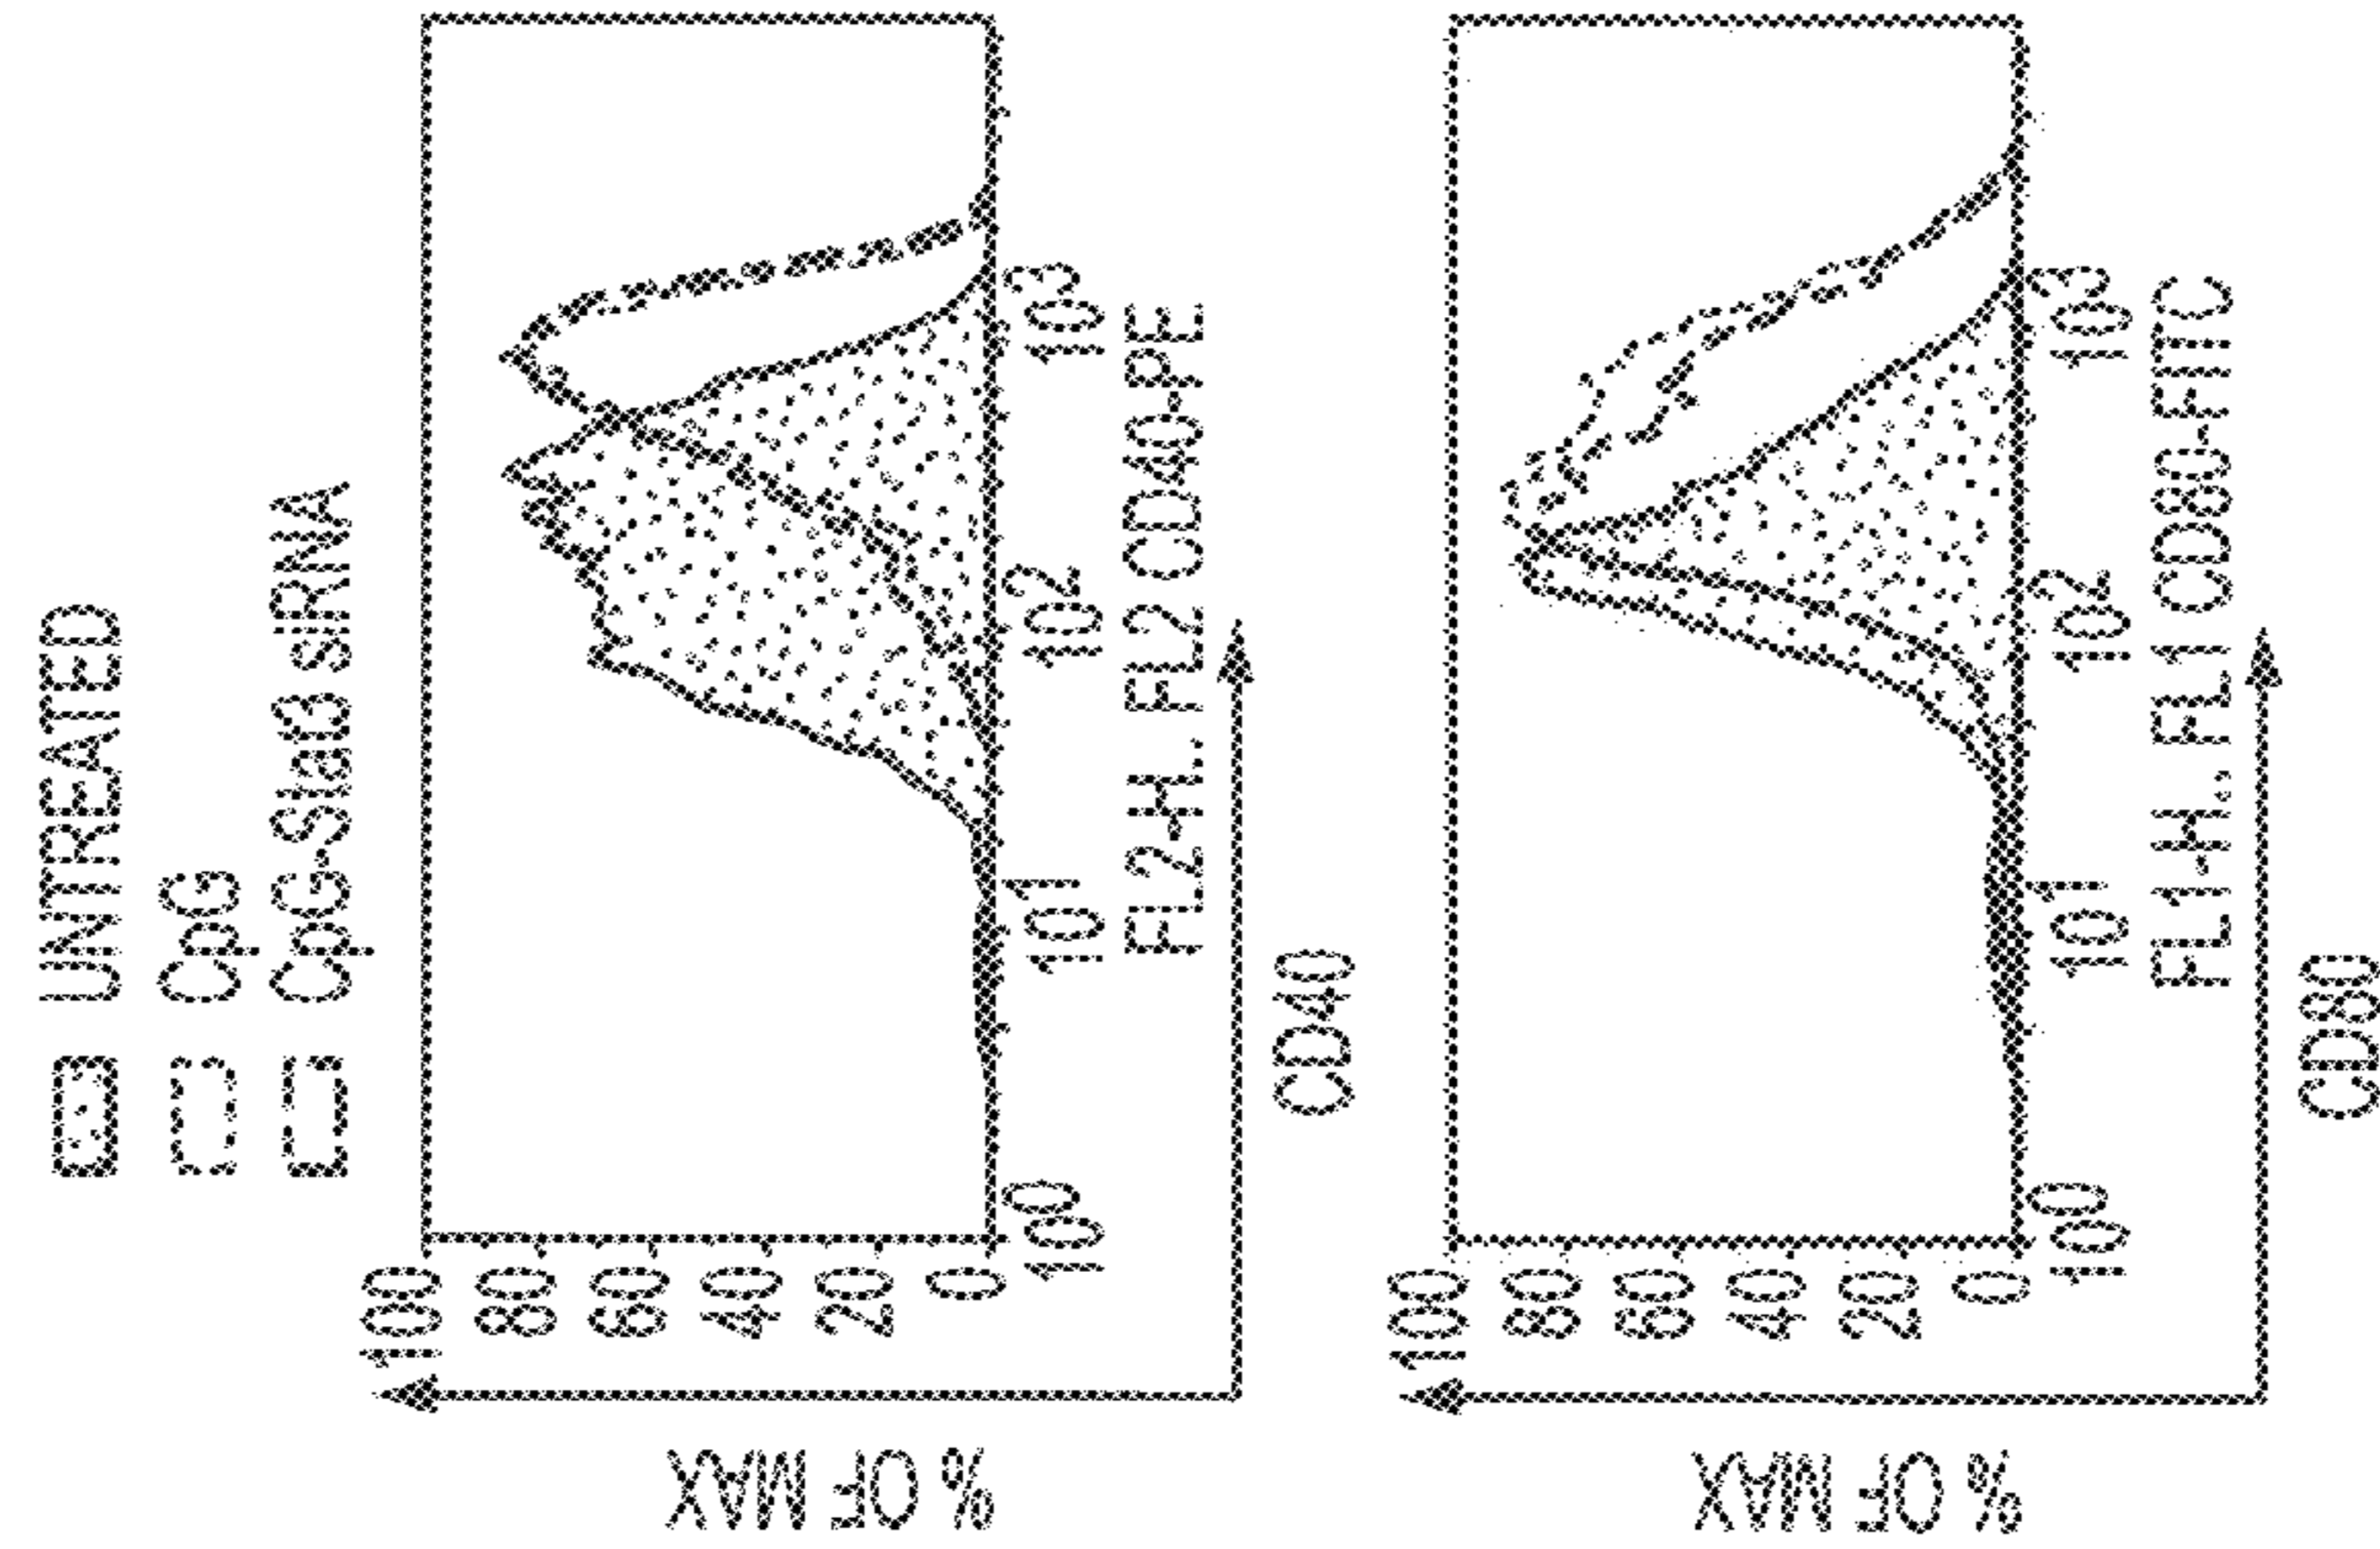 UNTREATED
CpG
CpG-Stat3 siRNA
% OF MAX
100
80
60
40
20
0
10⁰
10¹
10²
10³
FL2-H.. FL2 CD40-PE
CD40
% OF MAX
100
80
60
40
20
0
10⁰
10¹
10²
10³
FL1-H.. FL1 CD80-FITC
CD80